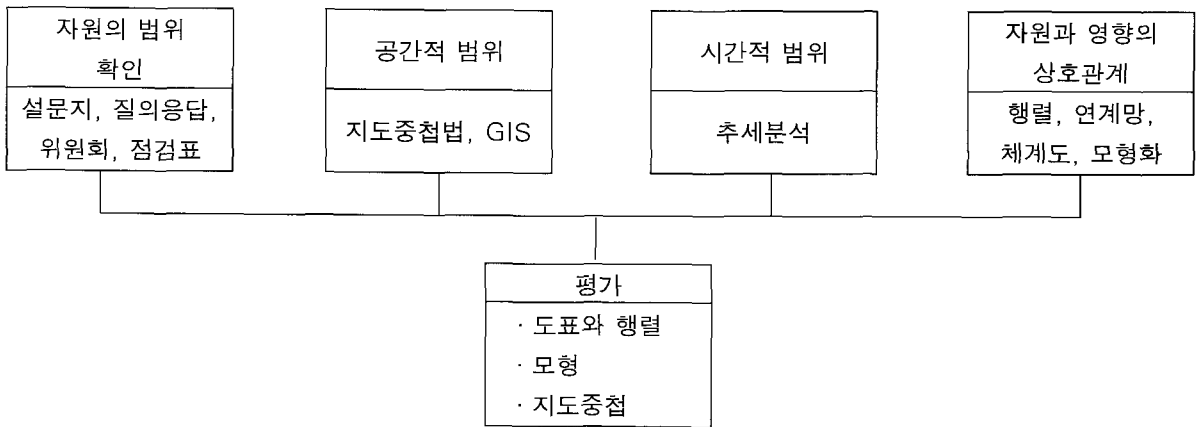 자원의 범위
확인
설문지, 질의응답,
위원회, 점검표
공간적 범위
지도중첩법, GIS
시간적 범위
추세분석
자원과 영향의
상호관계
행렬, 연계망,
체계도, 모형화
평가
· 도표와 행렬
· 모형
· 지도중첩